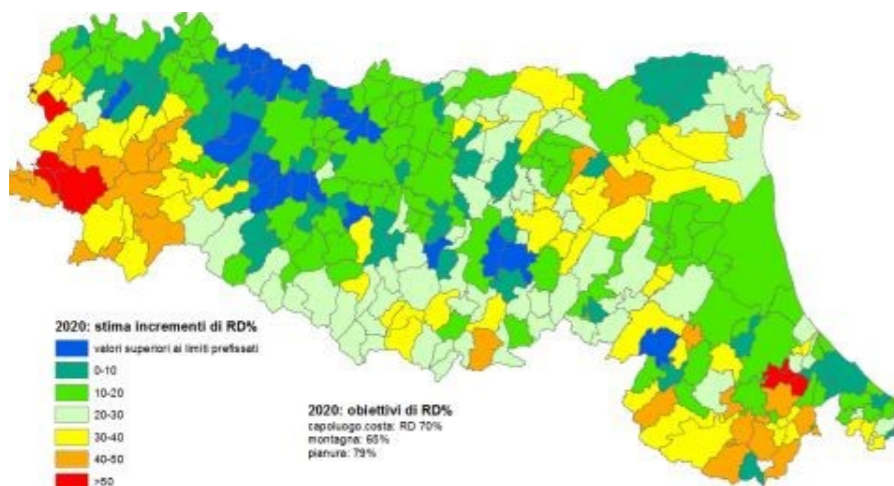 2020: stima incrementi di RD%
valori superiori ai limiti prefissati
0-10
10-20
20-30
30-40
40-50
>50
2020: obiettivi di RD%
capoluogo.costa: RD 70%
montagna: 65%
pianura: 79%